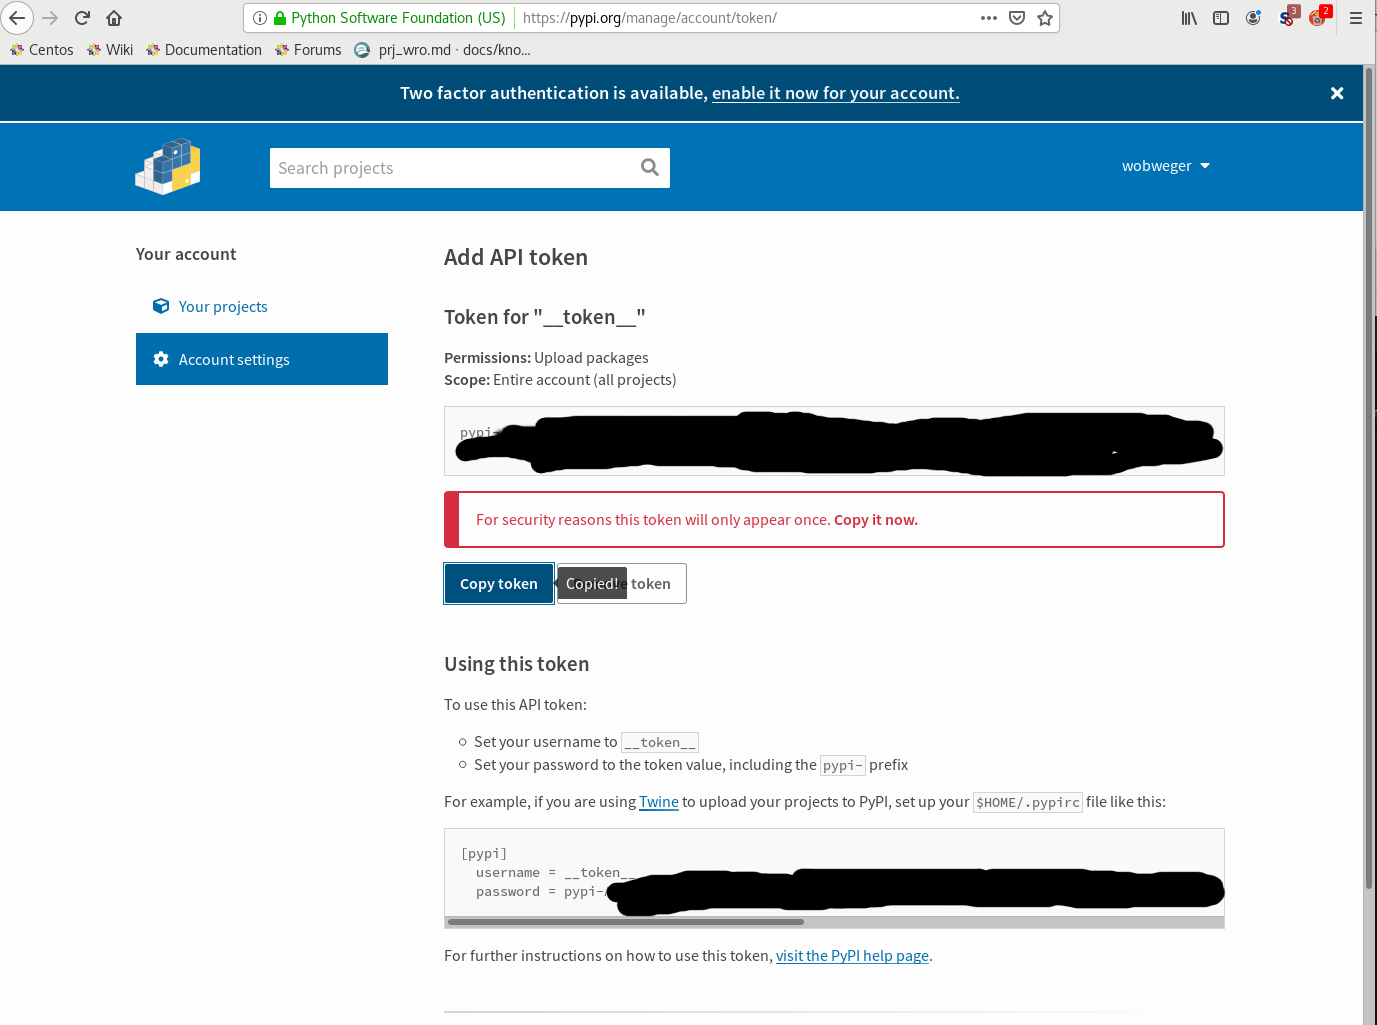 Python Software Foundation (US) https://pypi.org/manage/account/token/
3
2
Centos Wiki Documentation Forums prj_wro.md · docs/kno...
Two factor authentication is available, enable it now for your account.
Search projects
wobweger
Your account
Your projects
Account settings
Add API token
Token for "__token__"
Permissions: Upload packages
Scope: Entire account (all projects)
pypi-
For security reasons this token will only appear once. Copy it now.
Copy token Copied! token
Using this token
To use this API token:
Set your username to __token__
Set your password to the token value, including the pypi- prefix
For example, if you are using Twine to upload your projects to PyPI, set up your $HOME/.pypirc file like this:
[pypi]
username = __token__
password = pypi-
For further instructions on how to use this token, visit the PyPI help page.